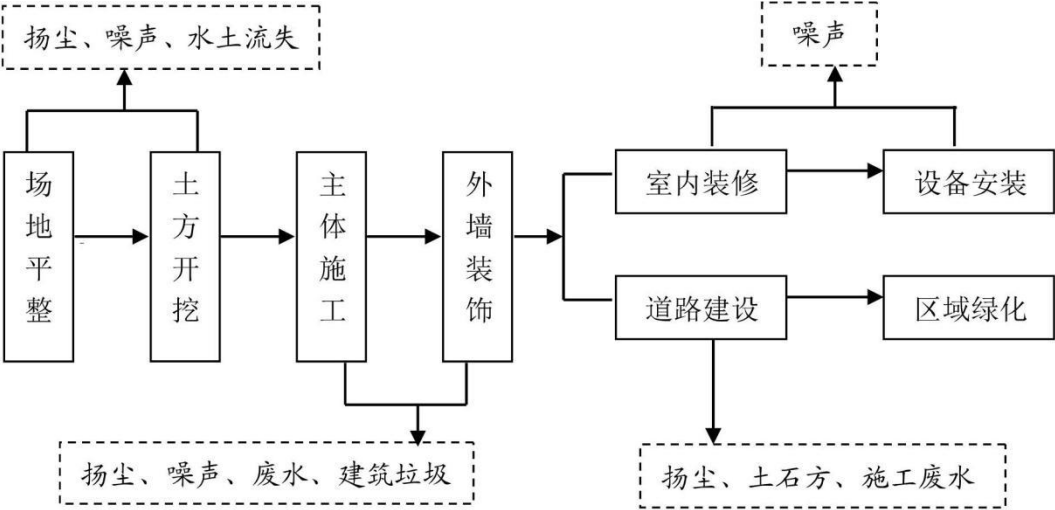 扬尘、噪声、水土流失
噪声
场地平整
土方开挖
主体施工
外墙装饰
室内装修
设备安装
道路建设
区域绿化
扬尘、噪声、废水、建筑垃圾
扬尘、土石方、施工废水